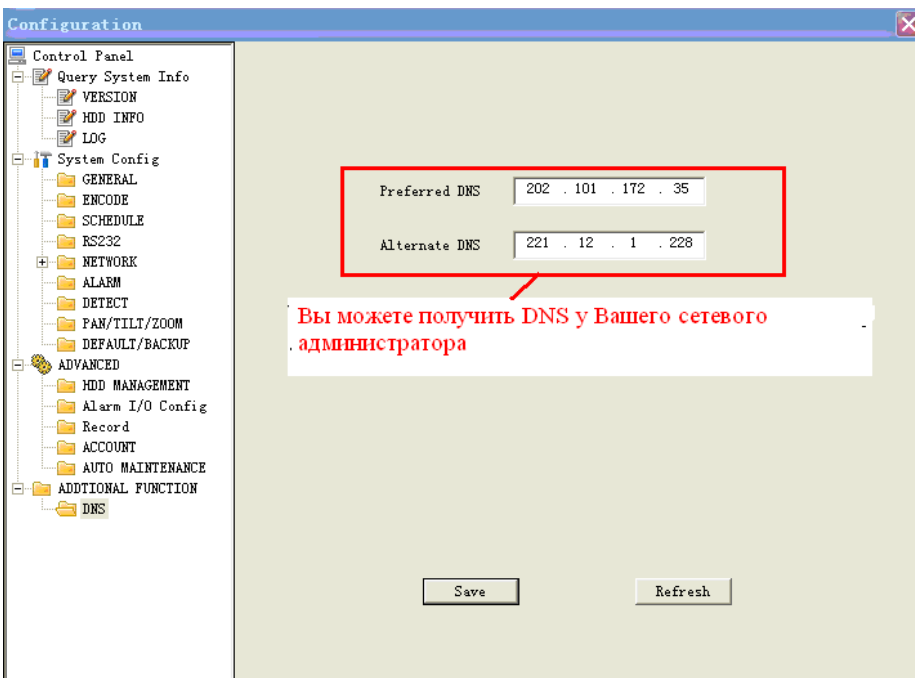 Configuration
Control Panel
Query System Info
VERSION
HDD INFO
LOG
System Config
GENERAL
ENCODE
SCHEDULE
RS232
NETWORK
ALARM
DETECT
PAN/TILT/ZOOM
DEFAULT/BACKUP
ADVANCED
HDD MANAGEMENT
Alarm I/O Config
Record
ACCOUNT
AUTO MAINTENANCE
ADDTIONAL FUNCTION
DNS
Preferred DNS 202 . 101 . 172 . 35
Alternate DNS 221 . 12 . 1 . 228
Вы можете получить DNS у Вашего сетевого
администратора
Save Refresh